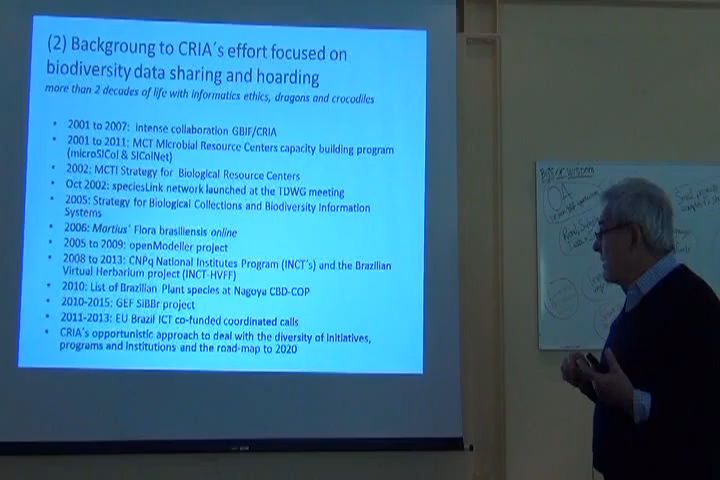 (2) Backgroung to CRIA´s effort focused on
biodiversity data sharing and hoarding
more than 2 decades of life with informatics ethics, dragons and crocodiles
• 2001 to 2007: Intense collaboration GBIF/CRIA
• 2001 to 2011: MCT Microbial Resource Centers capacity building program
(microSICol & SIColNet)
• 2002: MCTI Strategy for Biological Resource Centers
• Oct 2002: speciesLink network launched at the TDWG meeting
• 2005: Strategy for Biological Collections and Biodiversity Information
Systems
• 2006: Martius´ Flora brasiliensis online
• 2005 to 2009: openModeller project
• 2008 to 2013: CNPq National Institutes Program (INCT´s) and the Brazilian
Virtual Herbarium project (INCT-HVFF)
• 2010: List of Brazilian Plant species at Nagoya CBD-COP
• 2010-2015: GEF SiBBr project
• 2011-2013: EU Brazil ICT co-funded coordinated calls
• CRIA´s opportunistic approach to deal with the diversity of initiatives,
programs and institutions and the road-map to 2020